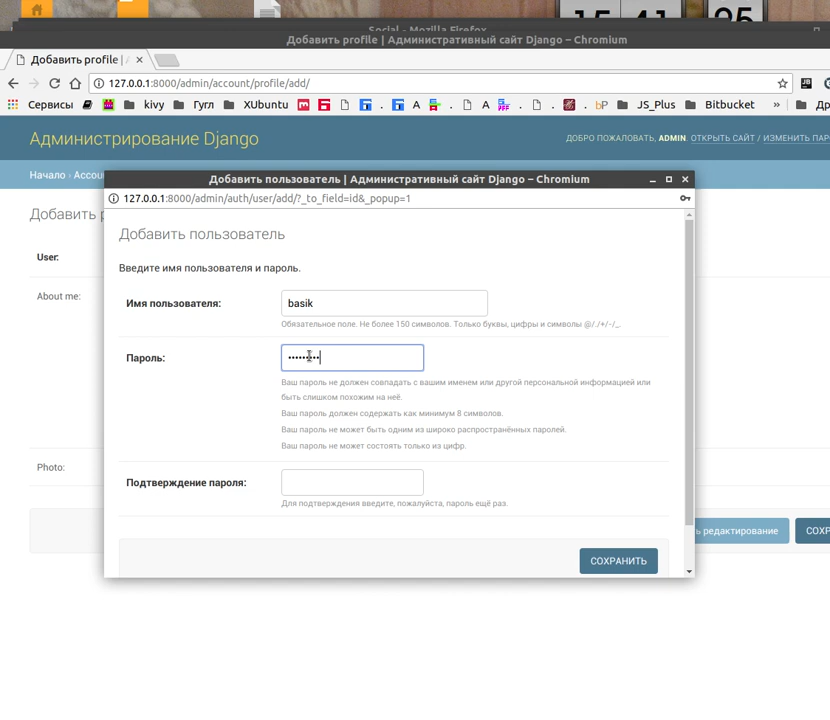 Social - Mozilla Firefox
Добавить profile | Административный сайт Django – Chromium
Добавить profile |
127.0.0.1:8000/admin/account/profile/add/
Сервисы kivy Гугл XUbuntu A . A . . . bP JS_Plus Bitbucket » Др
Администрирование Django
ДОБРО ПОЖАЛОВАТЬ, ADMIN. ОТКРЫТЬ САЙТ / ИЗМЕНИТЬ ПАР
Начало › Accou
Добавить пользователь | Административный сайт Django – Chromium
127.0.0.1:8000/admin/auth/user/add/?_to_field=id&_popup=1
Добавить p
User:
About me:
Photo:
Добавить пользователь
Введите имя пользователя и пароль.
Имя пользователя:
basik
Обязательное поле. Не более 150 символов. Только буквы, цифры и символы @/./+/-/_.
Пароль:
Ваш пароль не должен совпадать с вашим именем или другой персональной информацией или
быть слишком похожим на неё.
Ваш пароль должен содержать как минимум 8 символов.
Ваш пароль не может быть одним из широко распространённых паролей.
Ваш пароль не может состоять только из цифр.
Подтверждение пароля:
Для подтверждения введите, пожалуйста, пароль ещё раз.
СОХРАНИТЬ
ь редактирование
СОХР